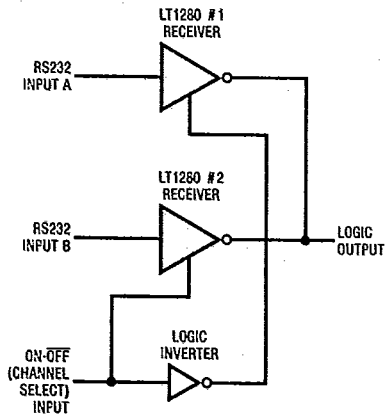 LT1280 #1
RECEIVER
RS232
INPUT A
LT1280 #2
RECEIVER
RS232
INPUT B
LOGIC
OUTPUT
LOGIC
INVERTER
ON-OFF
(CHANNEL
SELECT)
INPUT